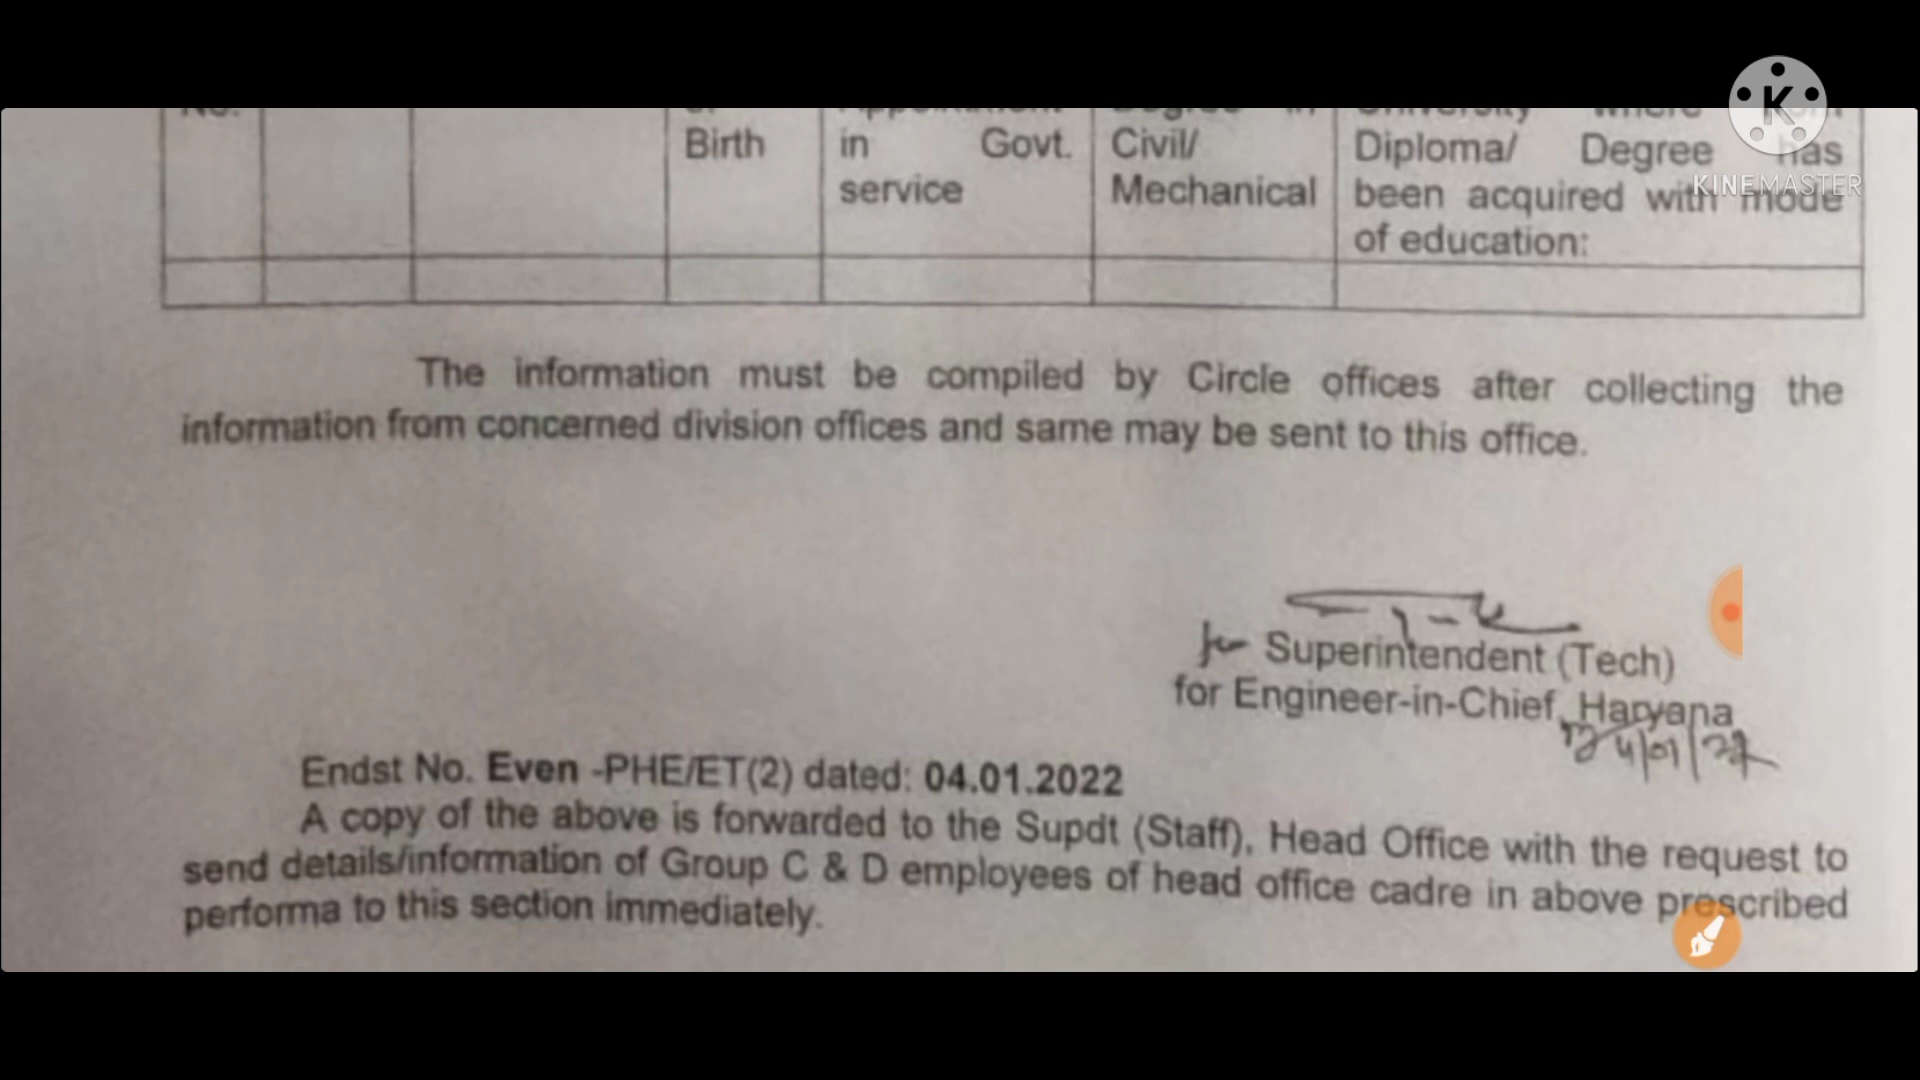 Birth in Govt. Civil/ Diploma/ Degree has
service Mechanical been acquired with mode
of education:
K
KINEMASTER
The information must be compiled by Circle offices after collecting the
information from concerned division offices and same may be sent to this office.
for Superintendent (Tech)
for Engineer-in-Chief, Haryana
4/01/22
Endst No. Even -PHE/ET(2) dated: 04.01.2022
A copy of the above is forwarded to the Supdt (Staff), Head Office with the request to
send details/information of Group C & D employees of head office cadre in above prescribed
performa to this section immediately.